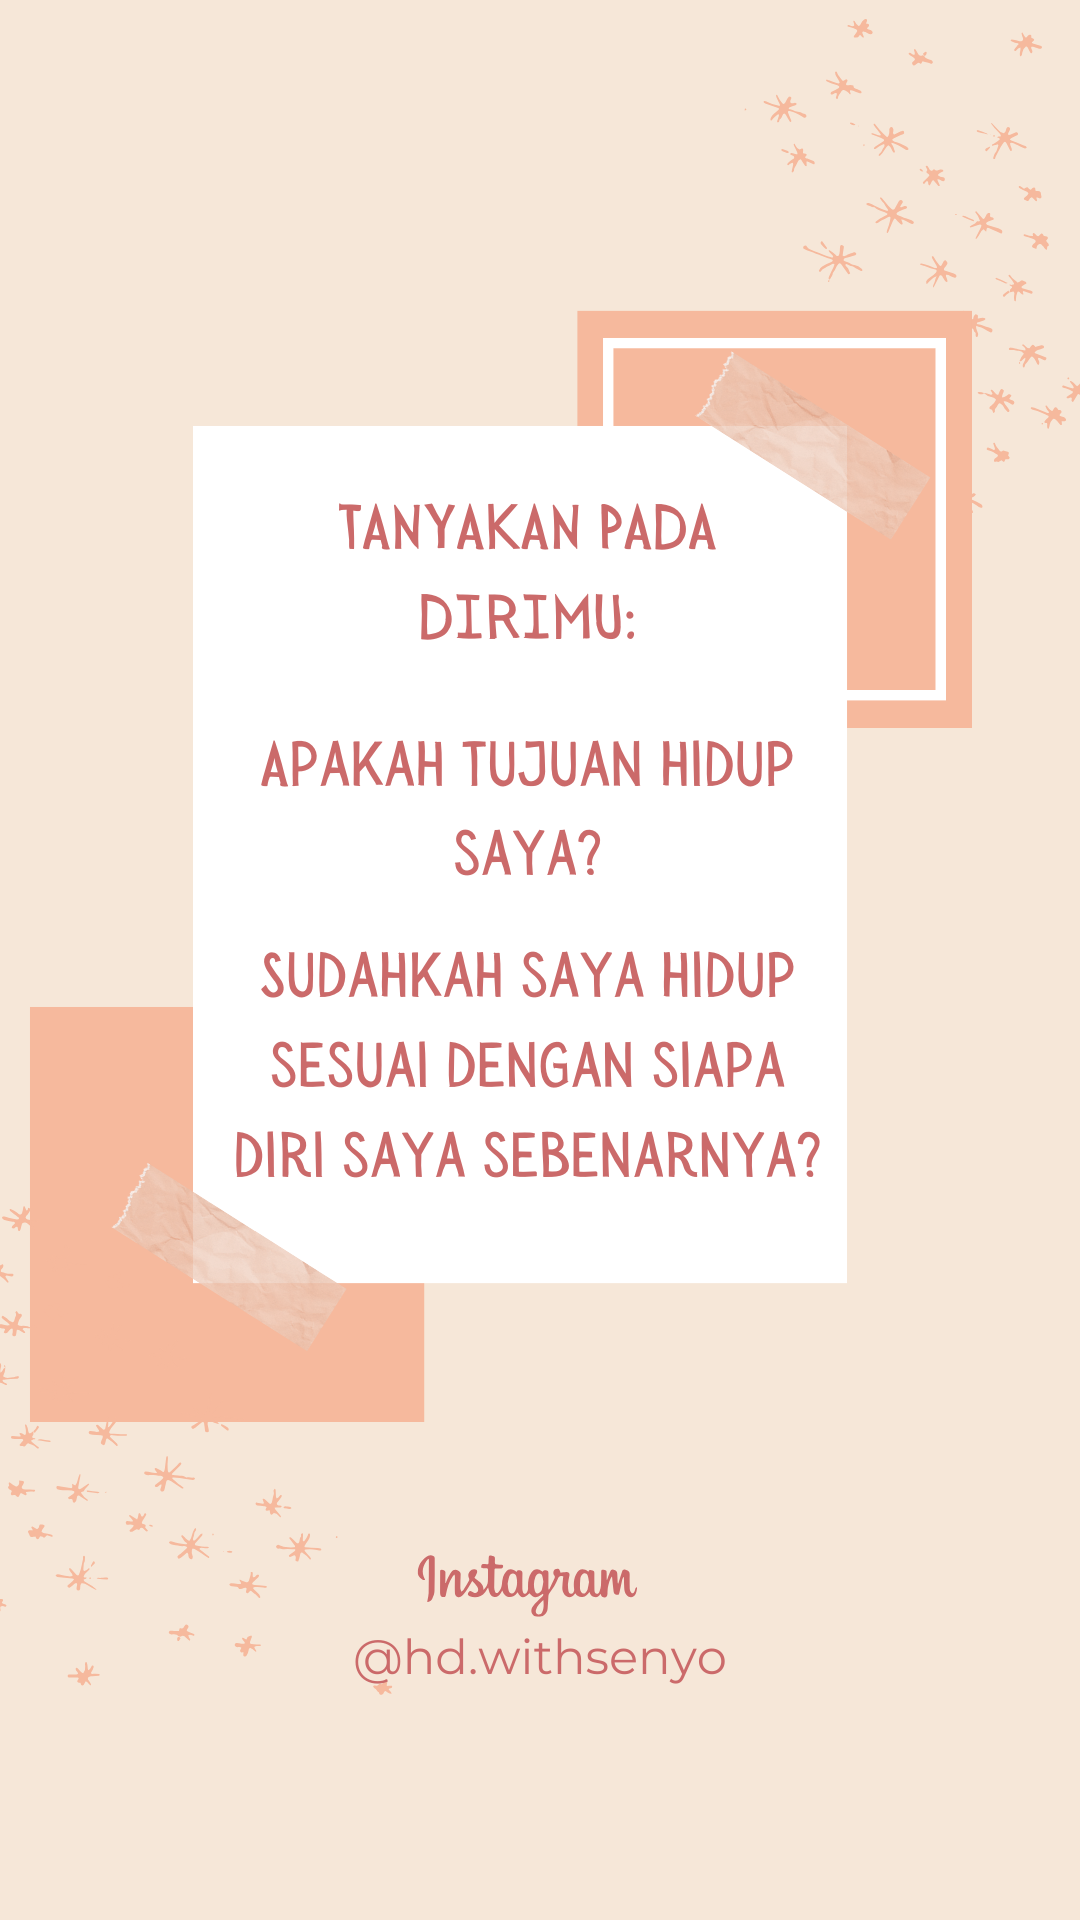 TANYAKAN PADA
DIRIMU:
APAKAH TUJUAN HIDUP
SAYA?
SUDAHKAH SAYA HIDUP
SESUAI DENGAN SIAPA
DIRI SAYA SEBENARNYA?
Instagram
@hd.withsenyo